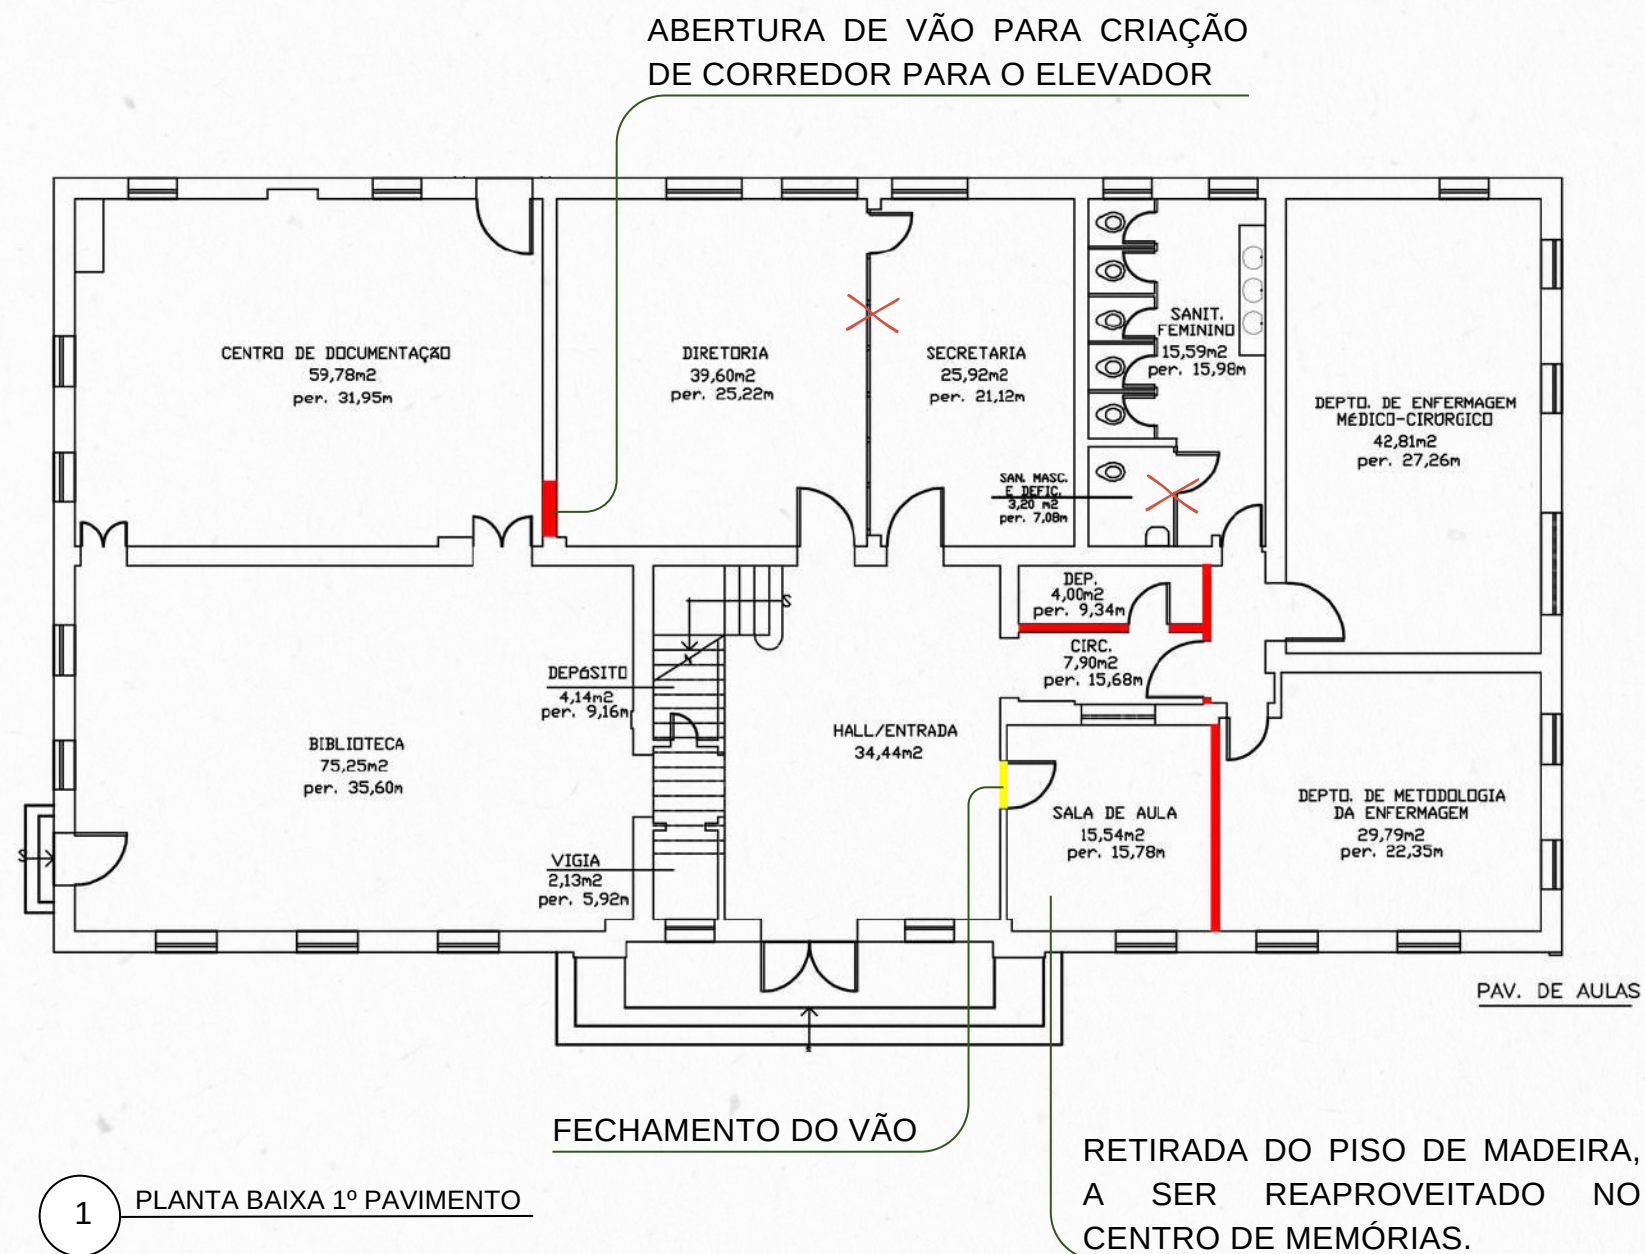 ABERTURA DE VÃO PARA CRIAÇÃO
DE CORREDOR PARA O ELEVADOR
CENTRO DE DOCUMENTAÇÃO
59,78m2
per. 31,95m
DIRETORIA
39,60m2
per. 25,22m
SECRETARIA
25,92m2
per. 21,12m
SANIT.
FEMININO
15,59m2
per. 15,98m
DEPTO. DE ENFERMAGEM
MÉDICO-CIRÚRGICO
42,81m2
per. 27,26m
SAN. MASC.
E DEFIC.
3,20 m2
per. 7,08m
DEP.
4,00m2
per. 9,34m
S
CIRC.
7,90m2
per. 15,68m
DEPÓSITO
4,14m2
per. 9,16m
HALL/ENTRADA
34,44m2
BIBLIOTECA
75,25m2
per. 35,60m
SALA DE AULA
15,54m2
per. 15,78m
DEPTO. DE METODOLOGIA
DA ENFERMAGEM
29,79m2
per. 22,35m
S
VIGIA
2,13m2
per. 5,92m
PAV. DE AULAS
FECHAMENTO DO VÃO
RETIRADA DO PISO DE MADEIRA,
A SER REAPROVEITADO NO
CENTRO DE MEMÓRIAS.
1 PLANTA BAIXA 1º PAVIMENTO